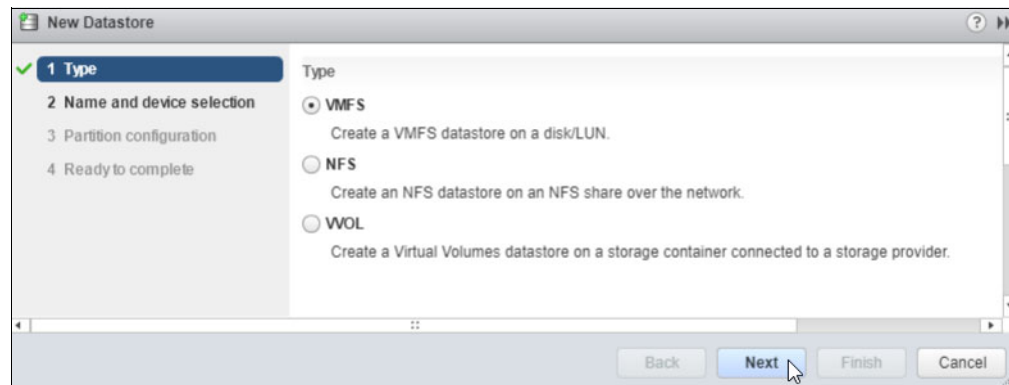 New Datastore
?
1 Type
2 Name and device selection
3 Partition configuration
4 Ready to complete
Type
VMFS
Create a VMFS datastore on a disk/LUN.
NFS
Create an NFS datastore on an NFS share over the network.
VVOL
Create a Virtual Volumes datastore on a storage container connected to a storage provider.
Back Next Finish Cancel